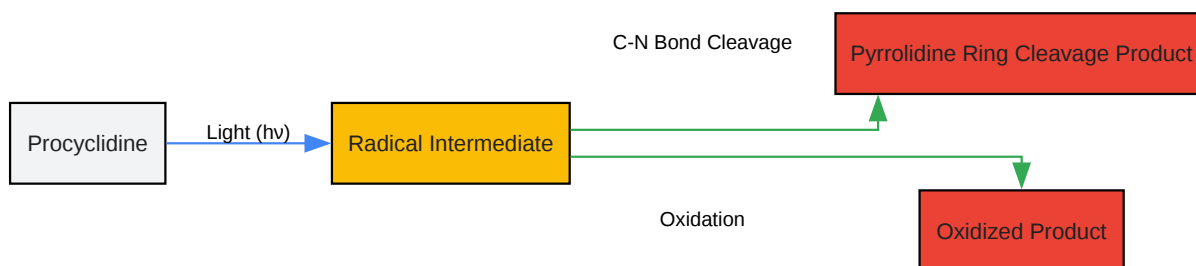 C-N Bond Cleavage
Pyrrolidine Ring Cleavage Product
Procyclidine
Light (hν)
Radical Intermediate
Oxidation
Oxidized Product